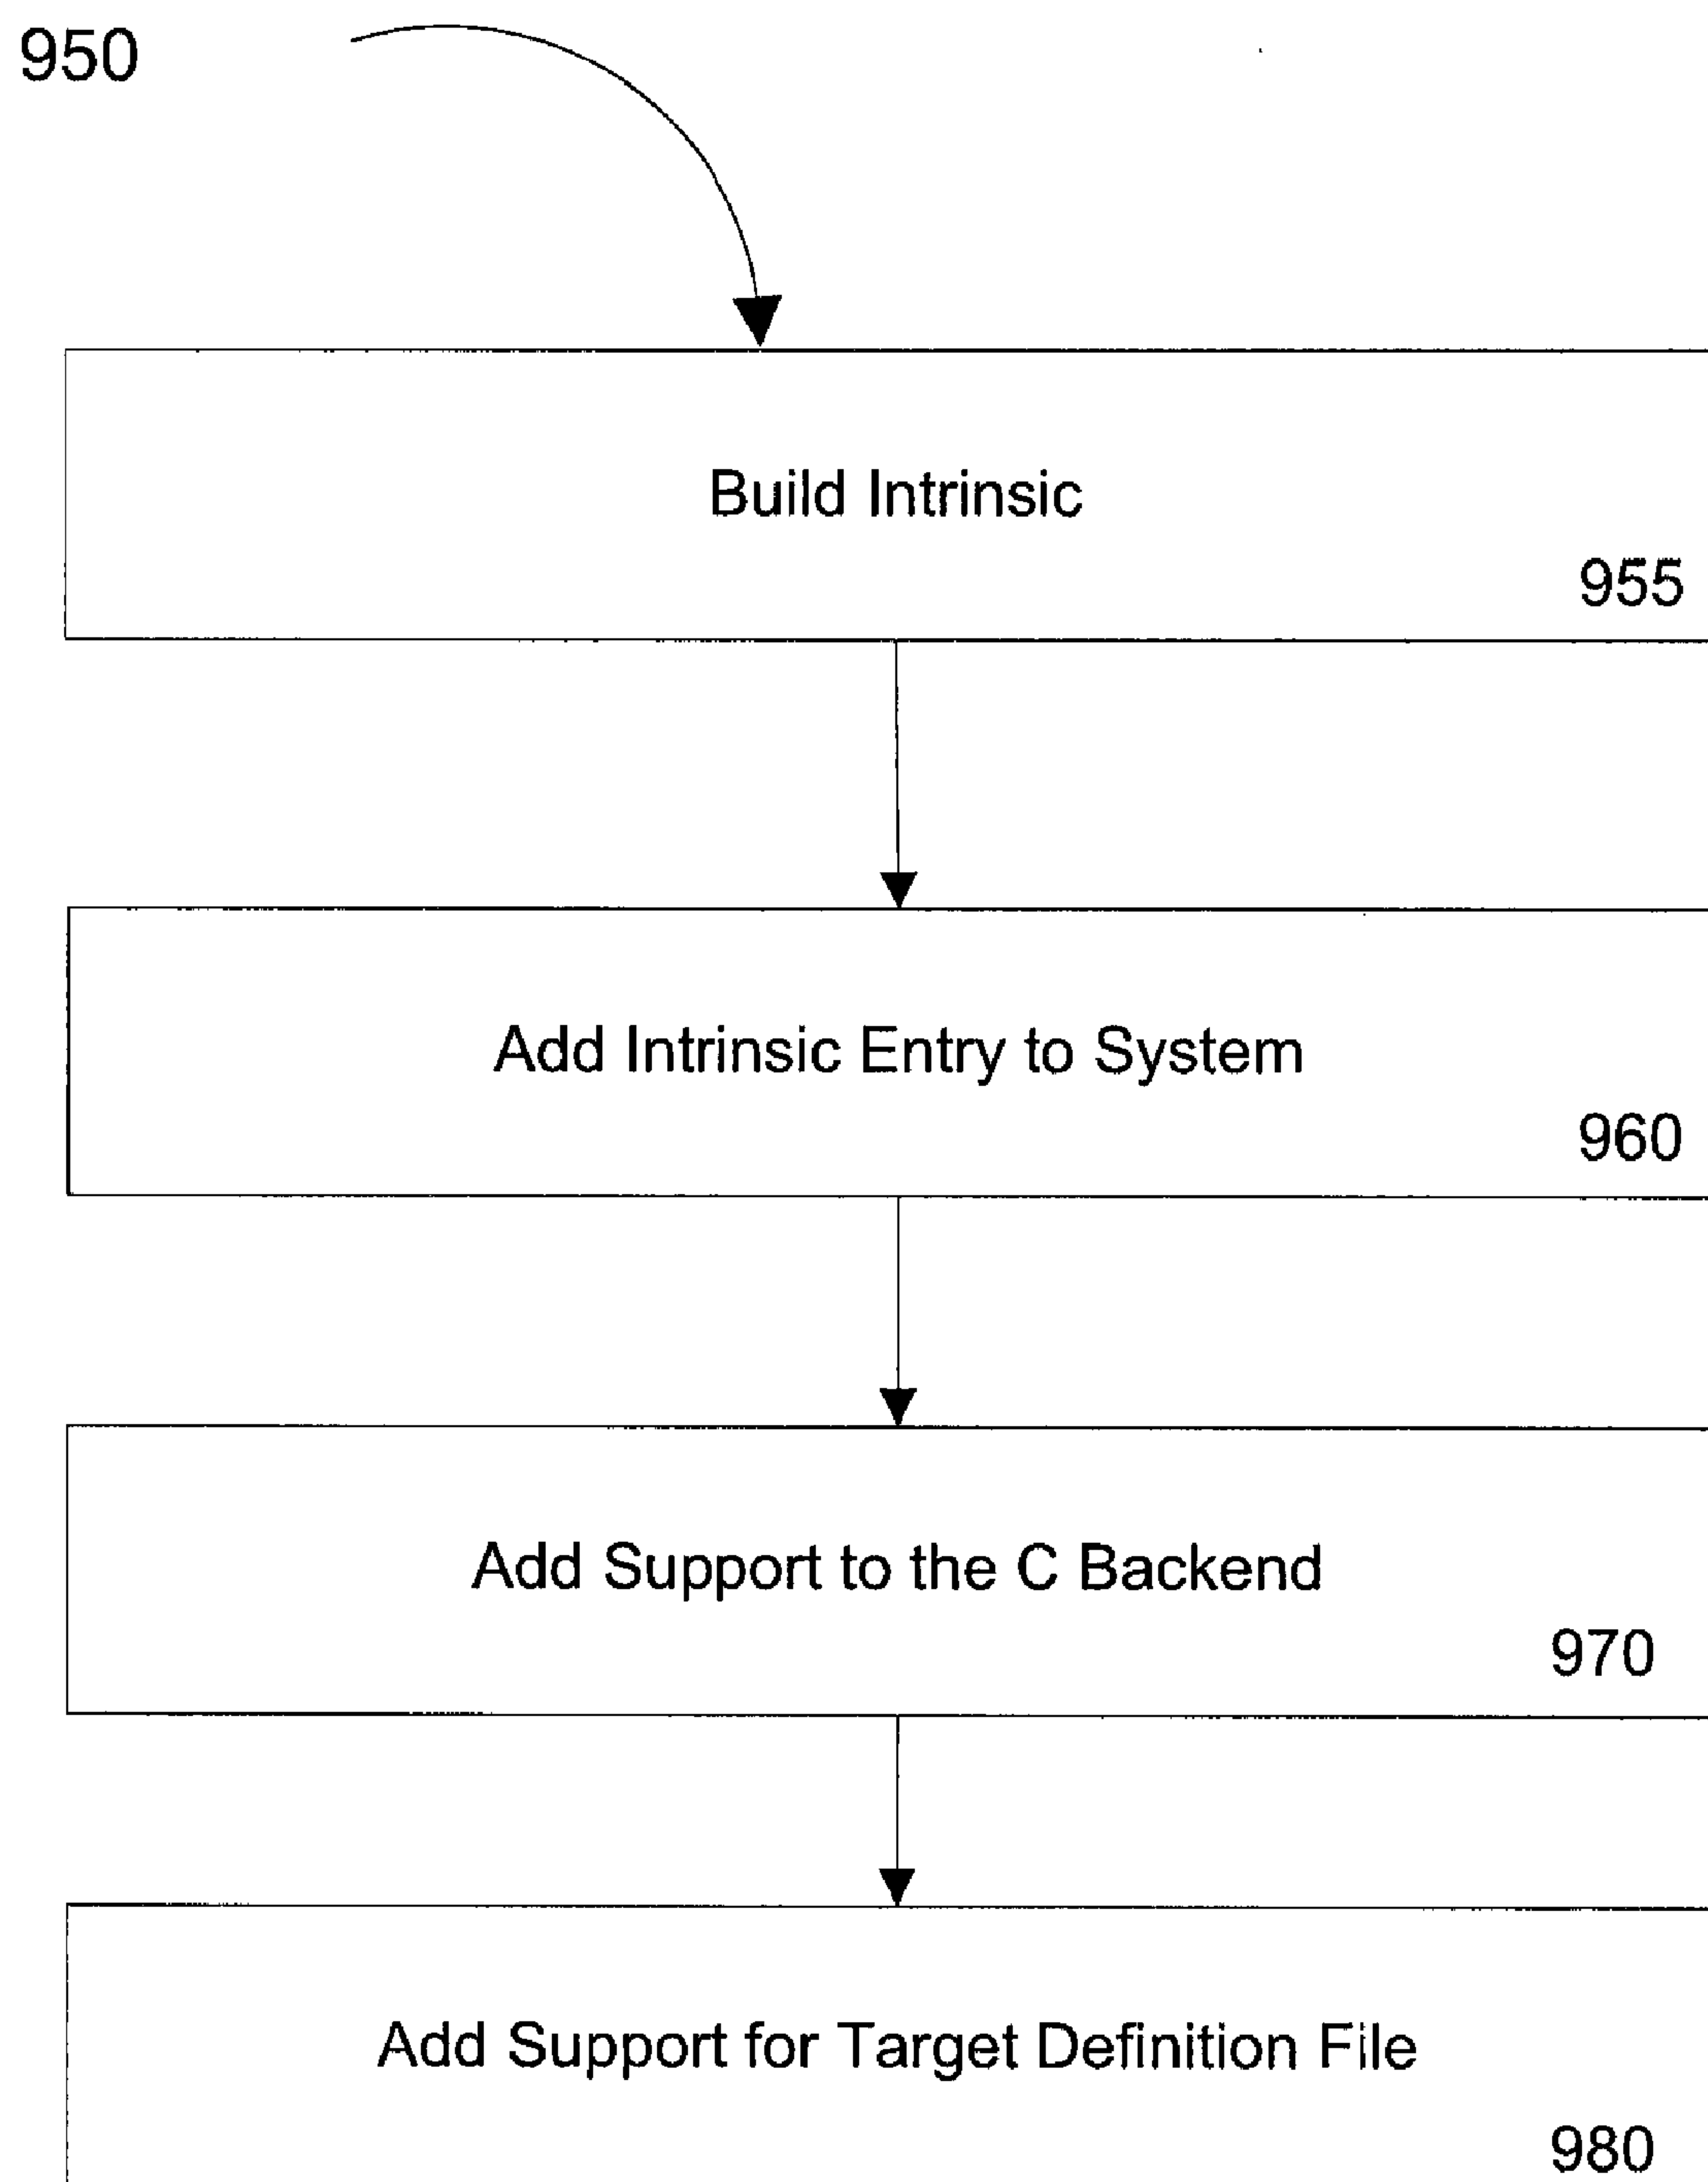 950
Build Intrinsic
955
Add Intrinsic Entry to System
960
Add Support to the C Backend
970
Add Support for Target Definition File
980